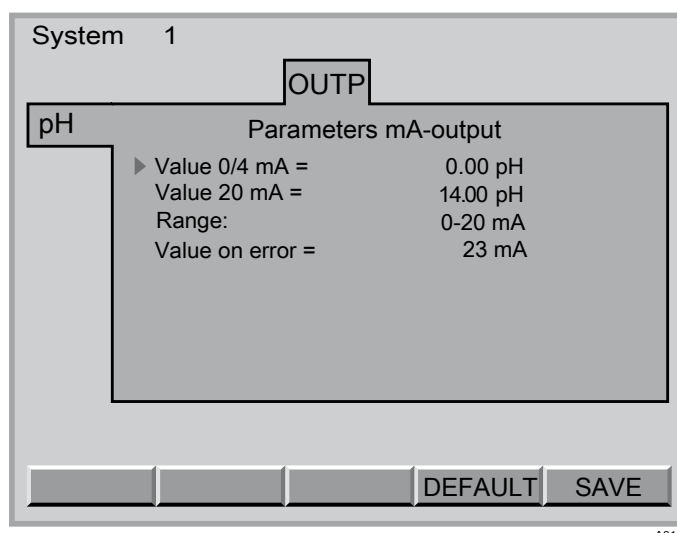 System 1
OUTP
pH
Parameters mA-output
Value 0/4 mA = 0.00 pH
Value 20 mA = 14.00 pH
Range: 0-20 mA
Value on error = 23 mA
DEFAULT SAVE